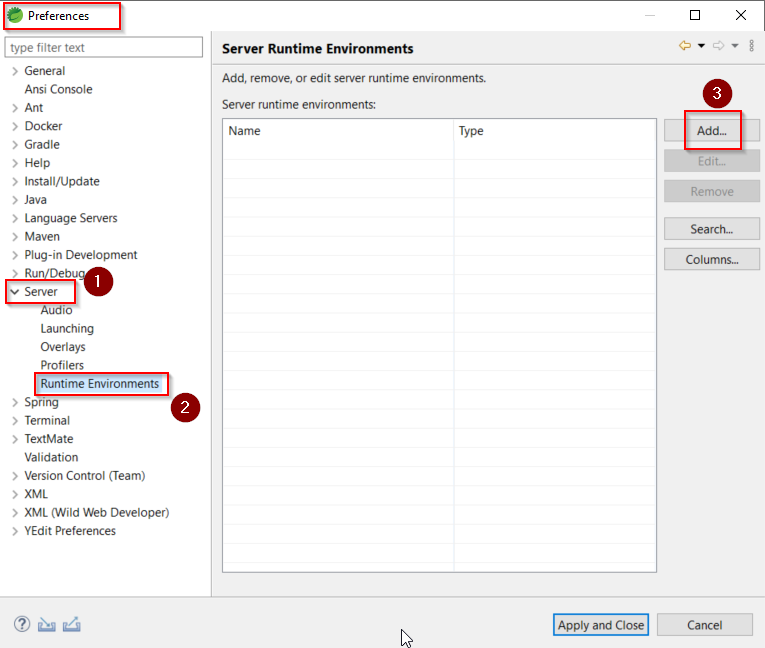 Preferences
type filter text
General
Ansi Console
Ant
Docker
Gradle
Help
Install/Update
Java
Language Servers
Maven
Plug-in Development
Run/Debug
1
Server
Audio
Launching
Overlays
Profilers
Runtime Environments
2
Spring
Terminal
TextMate
Validation
Version Control (Team)
XML
XML (Wild Web Developer)
YEdit Preferences
Server Runtime Environments
Add, remove, or edit server runtime environments.
Server runtime environments:
3
Name Type
Add...
Edit...
Remove
Search...
Columns...
?
Apply and Close Cancel